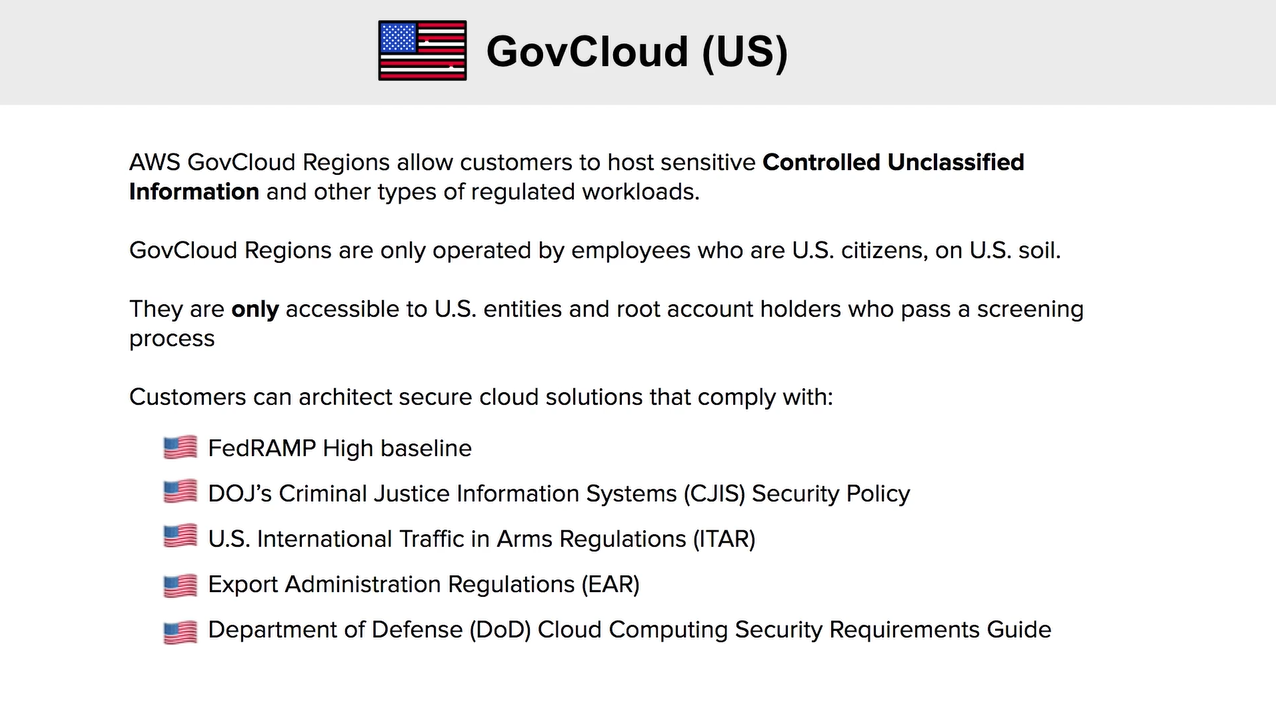 GovCloud (US)
AWS GovCloud Regions allow customers to host sensitive Controlled Unclassified
Information and other types of regulated workloads.
GovCloud Regions are only operated by employees who are U.S. citizens, on U.S. soil.
They are only accessible to U.S. entities and root account holders who pass a screening
process
Customers can architect secure cloud solutions that comply with:
FedRAMP High baseline
DOJ’s Criminal Justice Information Systems (CJIS) Security Policy
U.S. International Traffic in Arms Regulations (ITAR)
Export Administration Regulations (EAR)
Department of Defense (DoD) Cloud Computing Security Requirements Guide